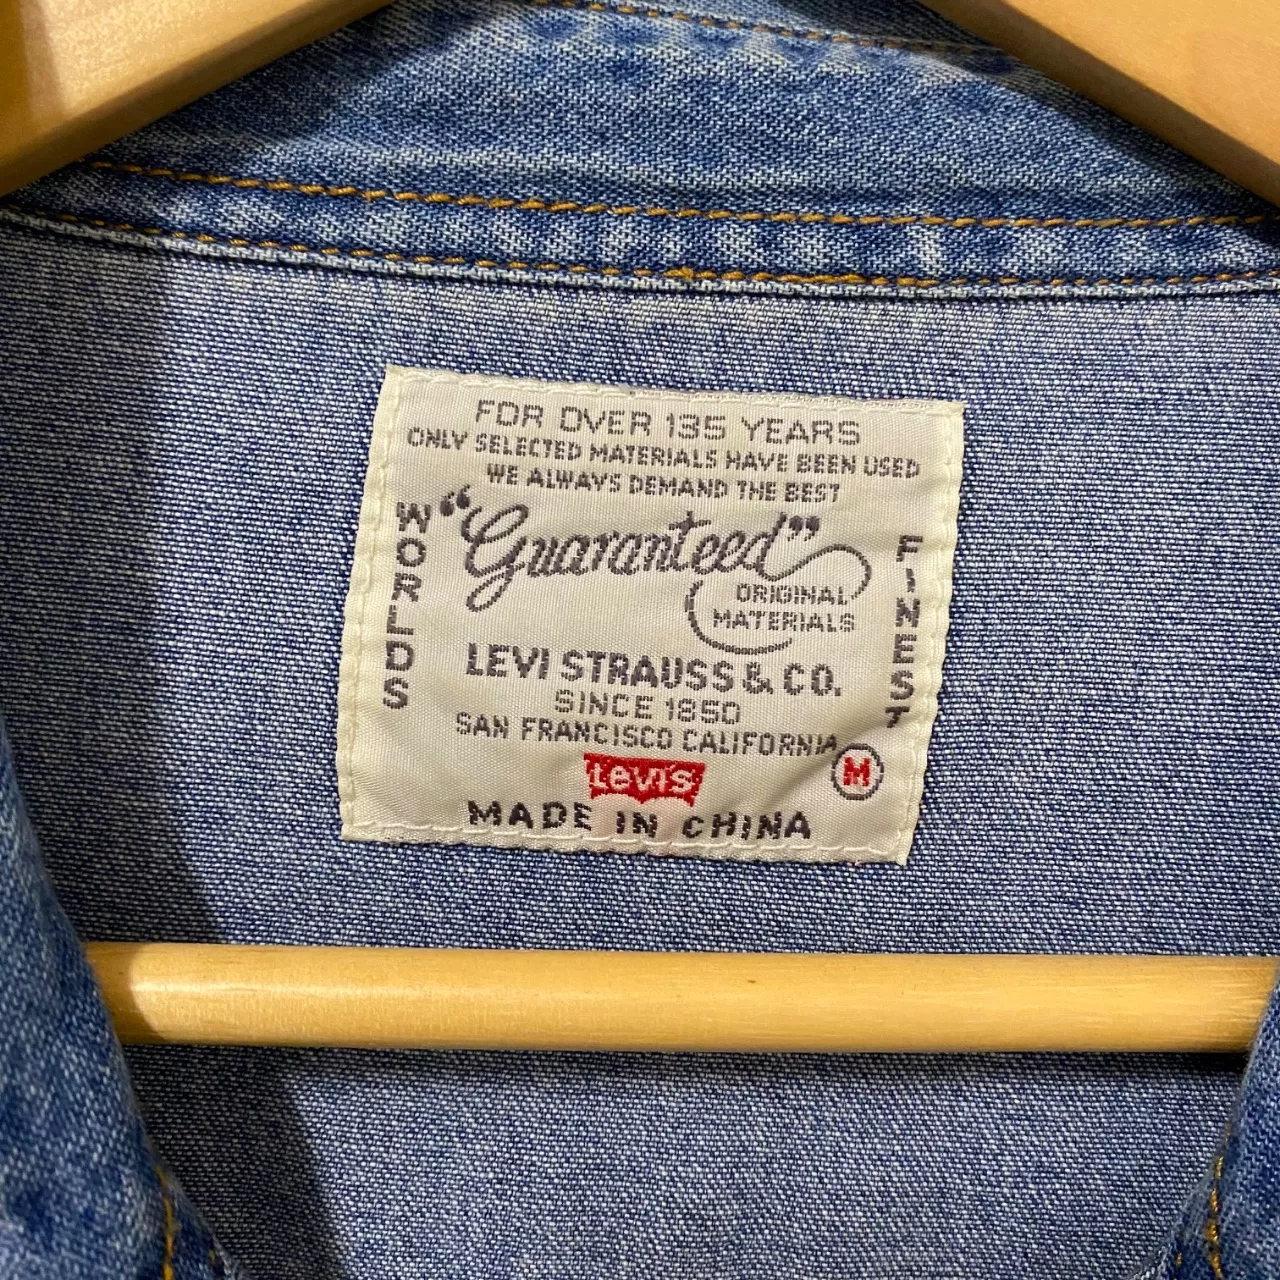 FOR OVER 135 YEARS
ONLY SELECTED MATERIALS HAVE BEEN USED
WE ALWAYS DEMAND THE BEST
WORLDS
"Guaranteed"
ORIGINAL
MATERIALS
FINEST
LEVI STRAUSS & CO.
SINCE 1850
SAN FRANCISCO CALIFORNIA
Levi's
M
MADE IN CHINA